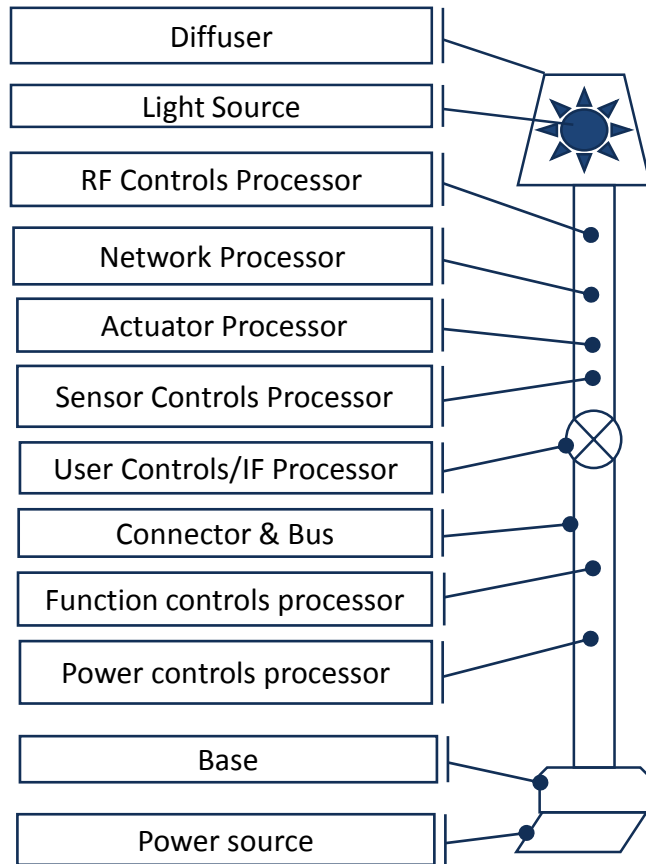 Diffuser
Light Source
RF Controls Processor
Network Processor
Actuator Processor
Sensor Controls Processor
User Controls/IF Processor
Connector & Bus
Function controls processor
Power controls processor
Base
Power source